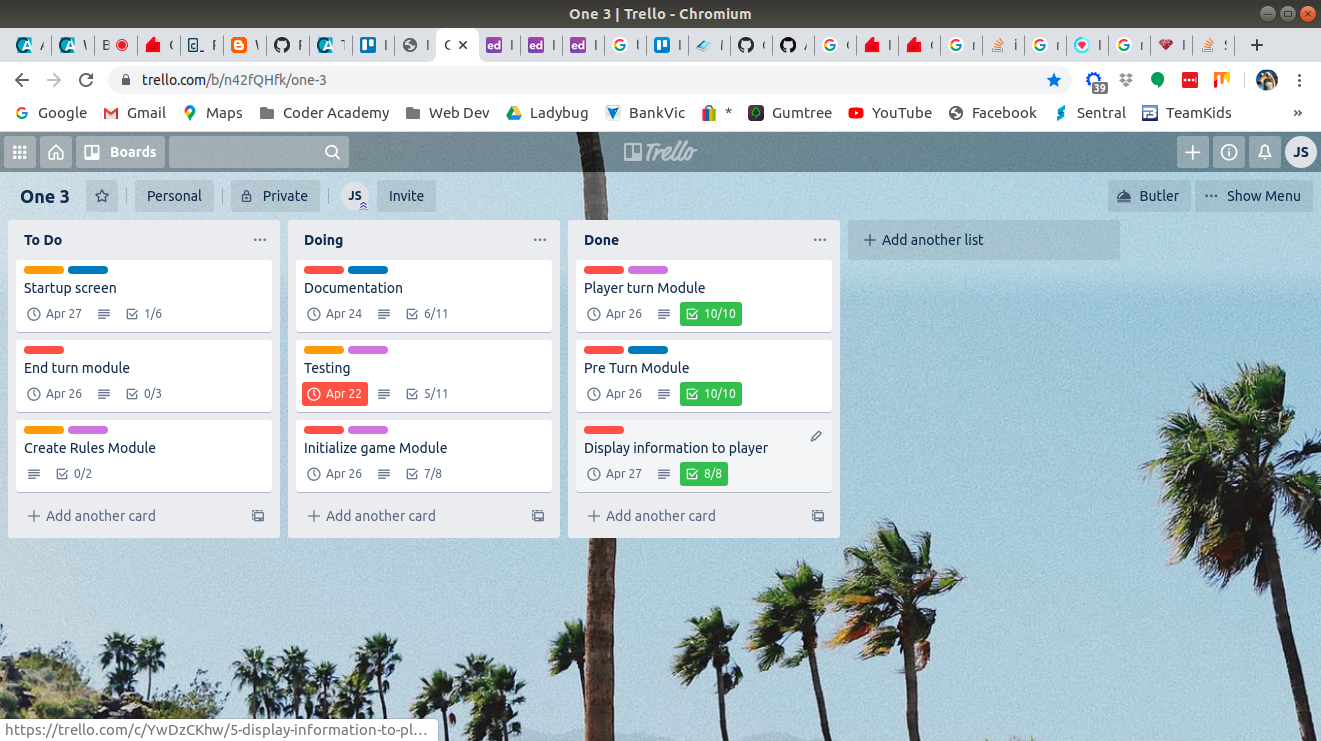 One 3 | Trello - Chromium
trello.com/b/n42fQHfk/one-3
39
Google Gmail Maps Coder Academy Web Dev Ladybug BankVic * Gumtree YouTube Facebook Sentral TeamKids »
Boards
Trello
JS
One 3 Personal Private JS Invite Butler Show Menu
To Do
Startup screen
Apr 27 1/6
End turn module
Apr 26 0/3
Create Rules Module
0/2
Add another card
Doing
Documentation
Apr 24 6/11
Testing
Apr 22 5/11
Initialize game Module
Apr 26 7/8
Add another card
Done
Player turn Module
Apr 26 10/10
Pre Turn Module
Apr 26 10/10
Display information to player
Apr 27 8/8
Add another card
Add another list
https://trello.com/c/YwDzCKhw/5-display-information-to-pl…